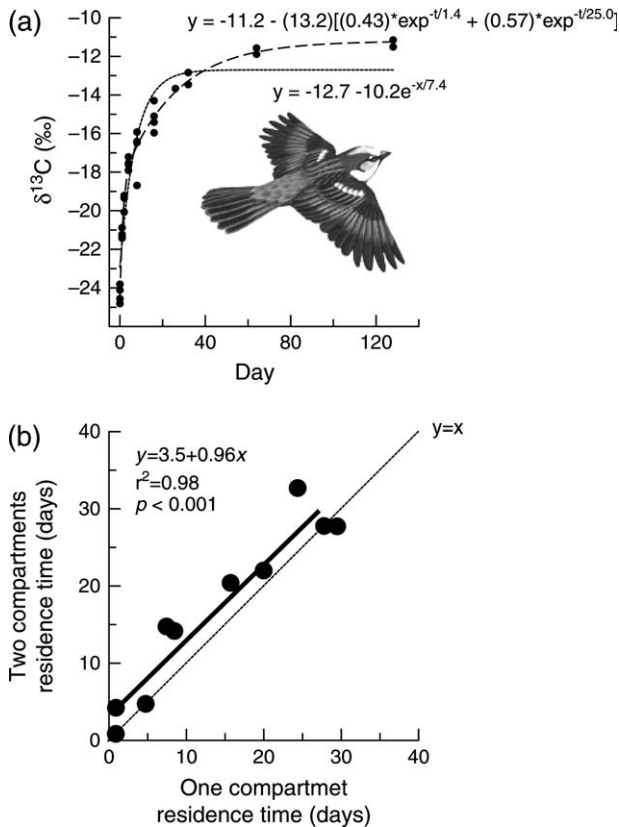 (a)
y = -11.2 - (13.2)[(0.43)*exp-t/1.4 + (0.57)*exp-t/25.0]
-10
-12
y = -12.7 -10.2e-x/7.4
-14
-16
δ13C (‰)
-18
-20
-22
-24
0 40 80 120
Day
(b)
40
y=x
y=3.5+0.96x
r2=0.98
p < 0.001
30
Two compartments
residence time (days)
20
10
0
0 10 20 30 40
One compartmet
residence time (days)